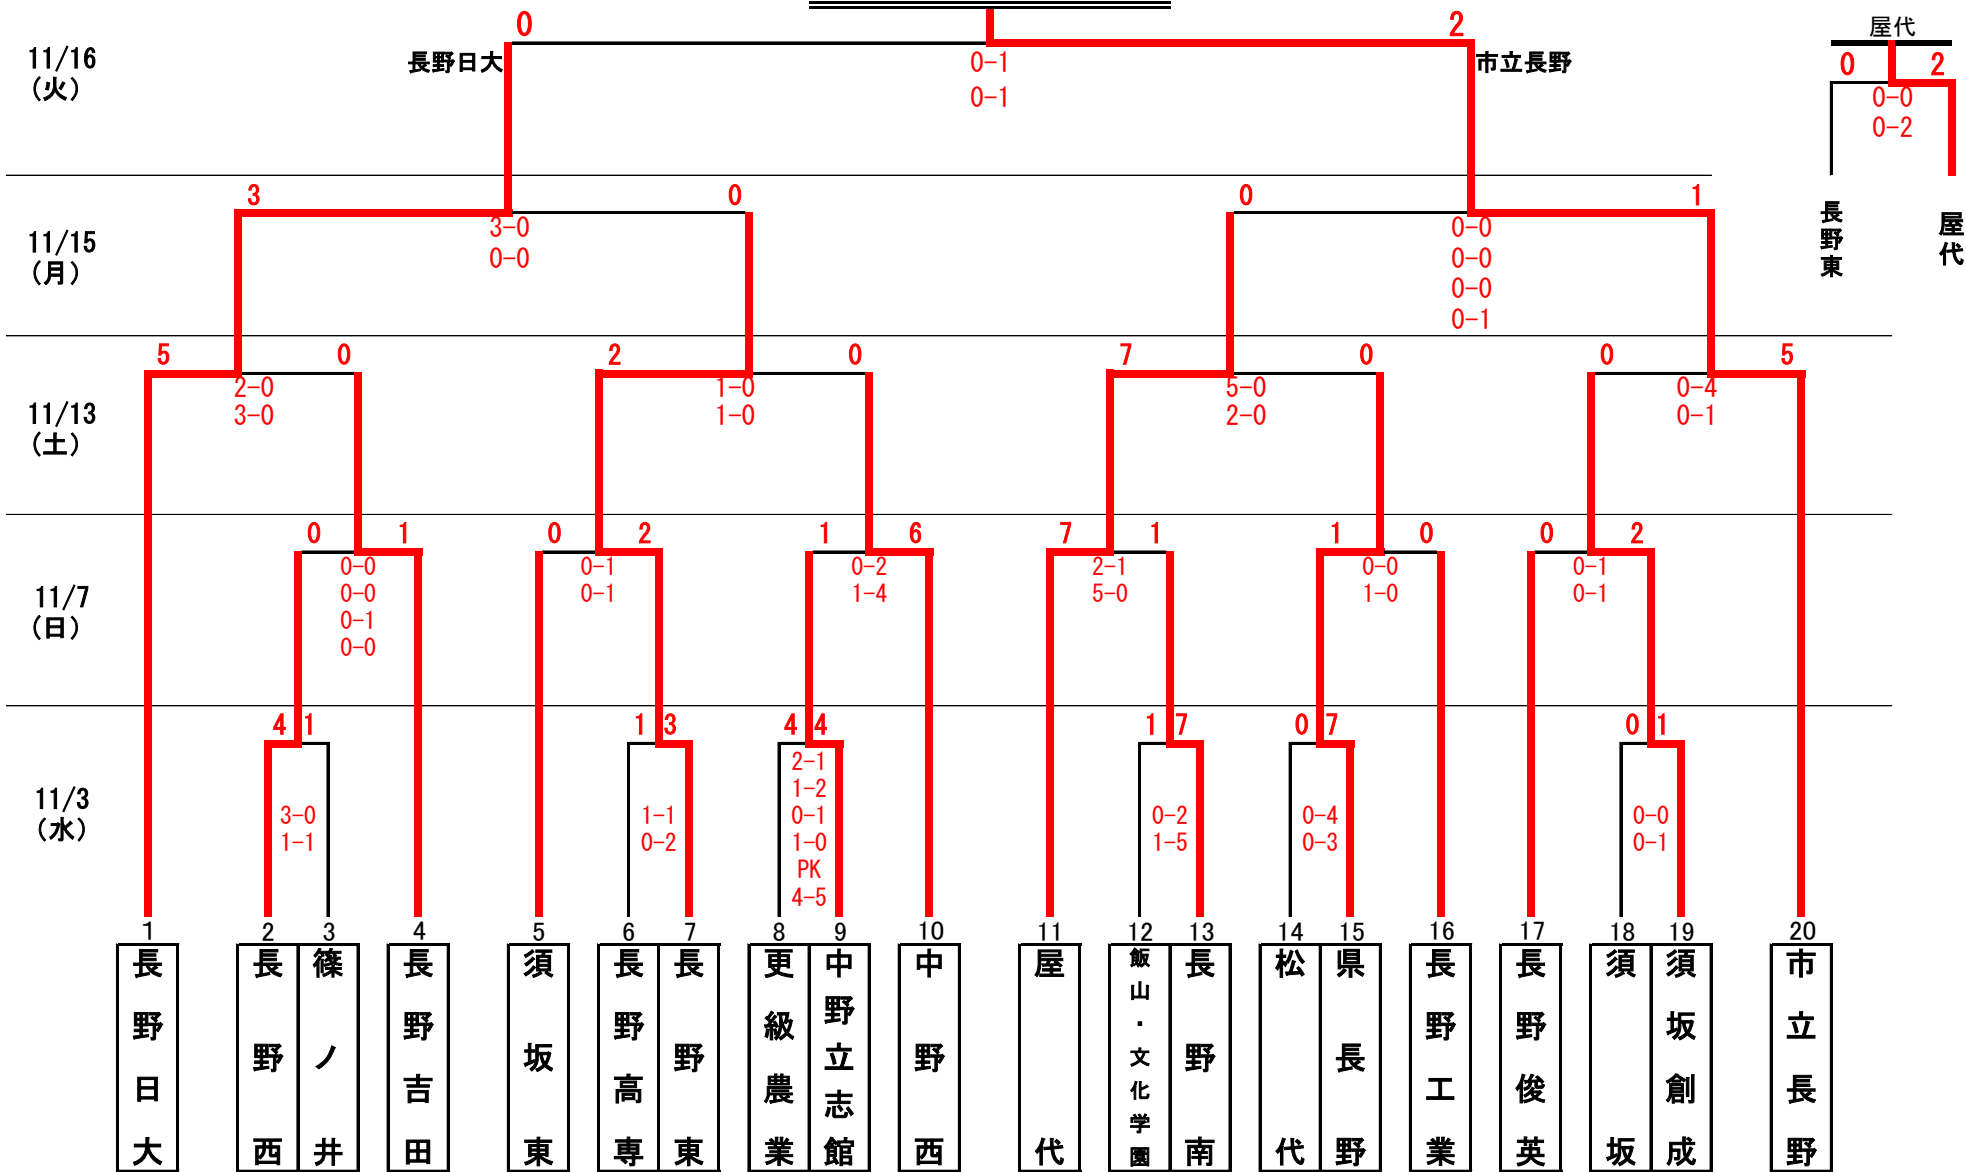 0 2 屋代
11/16 長野日大 0-1 市立長野 0 2
(火) 0-1 0-0
0-2
3 0 0 1
11/15 3-0 0-0 長野東 屋代
(月) 0-0 0-0
0-0
0-1
5 0 2 0 7 0 0 5
11/13 2-0 1-0 5-0 0-4
(土) 3-0 1-0 2-0 0-1
0 1 0 2 1 6 7 1 1 0 0 2
11/7 0-0 0-1 0-2 2-1 0-0 0-1
(日) 0-0 0-1 1-4 5-0 1-0 0-1
0-1
0-0
4 1 1 3 4 4 1 7 0 7 0 1
11/3 2-1
(水) 1-2
3-0 1-1 0-1 0-2 0-4 0-0
1-1 0-2 1-0 1-5 0-3 0-1
PK
4-5
1 2 3 4 5 6 7 8 9 10 11 12 13 14 15 16 17 18 19 20
長野日大
長野西
篠ノ井
長野吉田
須坂東
長野高専
長野東
更級農業
中野立志館
中野西
屋代
飯山・文化学園
長野南
松代
県長野
長野工業
長野俊英
須坂
須坂創成
市立長野